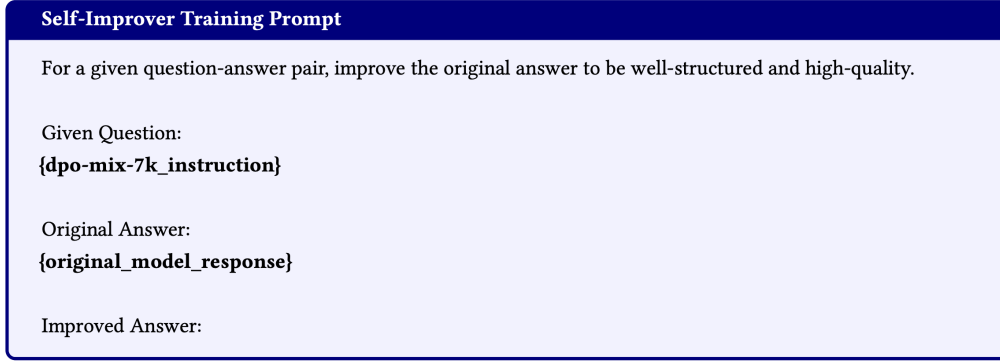 Self-Improver Training Prompt
For a given question-answer pair, improve the original answer to be well-structured and high-quality.
Given Question:
{dpo-mix-7k_instruction}
Original Answer:
{original_model_response}
Improved Answer: